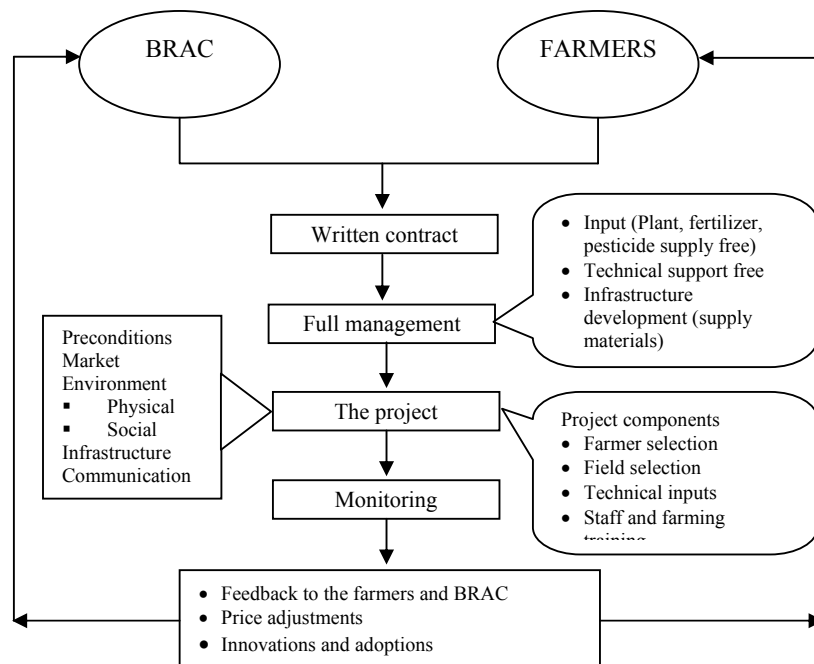 BRAC
FARMERS
Written contract
• Input (Plant, fertilizer,
pesticide supply free)
• Technical support free
• Infrastructure
development (supply
materials)
Full management
Preconditions
Market
Environment
▪ Physical
▪ Social
Infrastructure
Communication
The project
Project components
• Farmer selection
• Field selection
• Technical inputs
• Staff and farming
training
Monitoring
• Feedback to the farmers and BRAC
• Price adjustments
• Innovations and adoptions